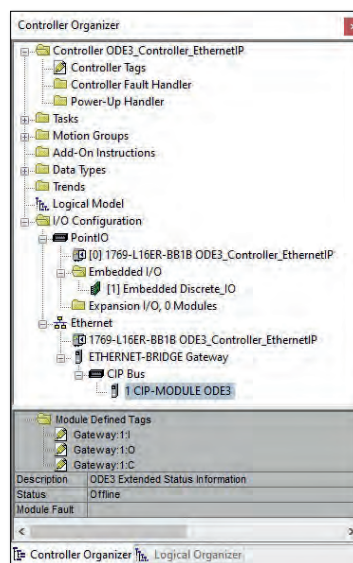 Controller Organizer
Controller ODE3_Controller_EthernetIP
Controller Tags
Controller Fault Handler
Power-Up Handler
Tasks
Motion Groups
Add-On Instructions
Data Types
Trends
Logical Model
I/O Configuration
PointIO
[0] 1769-L16ER-BB1B ODE3_Controller_EthernetIP
Embedded I/O
[1] Embedded Discrete_IO
Expansion I/O, 0 Modules
Ethernet
1769-L16ER-BB1B ODE3_Controller_EthernetIP
ETHERNET-BRIDGE Gateway
CIP Bus
1 CIP-MODULE ODE3
Module Defined Tags
Gateway:1:I
Gateway:1:O
Gateway:1:C
Description ODE3 Extended Status Information
Status Offline
Module Fault
Controller Organizer Logical Organizer